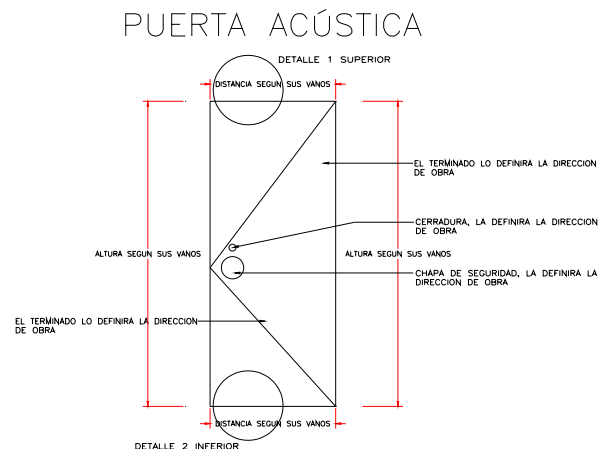 PUERTA ACÚSTICA
DETALLE 1 SUPERIOR
DISTANCIA SEGUN SUS VANOS
EL TERMINADO LO DEFINIRA LA DIRECCION
DE OBRA
CERRADURA, LA DEFINIRA LA DIRECCION
DE OBRA
ALTURA SEGUN SUS VANOS
ALTURA SEGUN SUS VANOS
CHAPA DE SEGURIDAD, LA DEFINIRA LA
DIRECCION DE OBRA
EL TERMINADO LO DEFINIRA LA DIRECCION
DE OBRA
DISTANCIA SEGUN SUS VANOS
DETALLE 2 INFERIOR